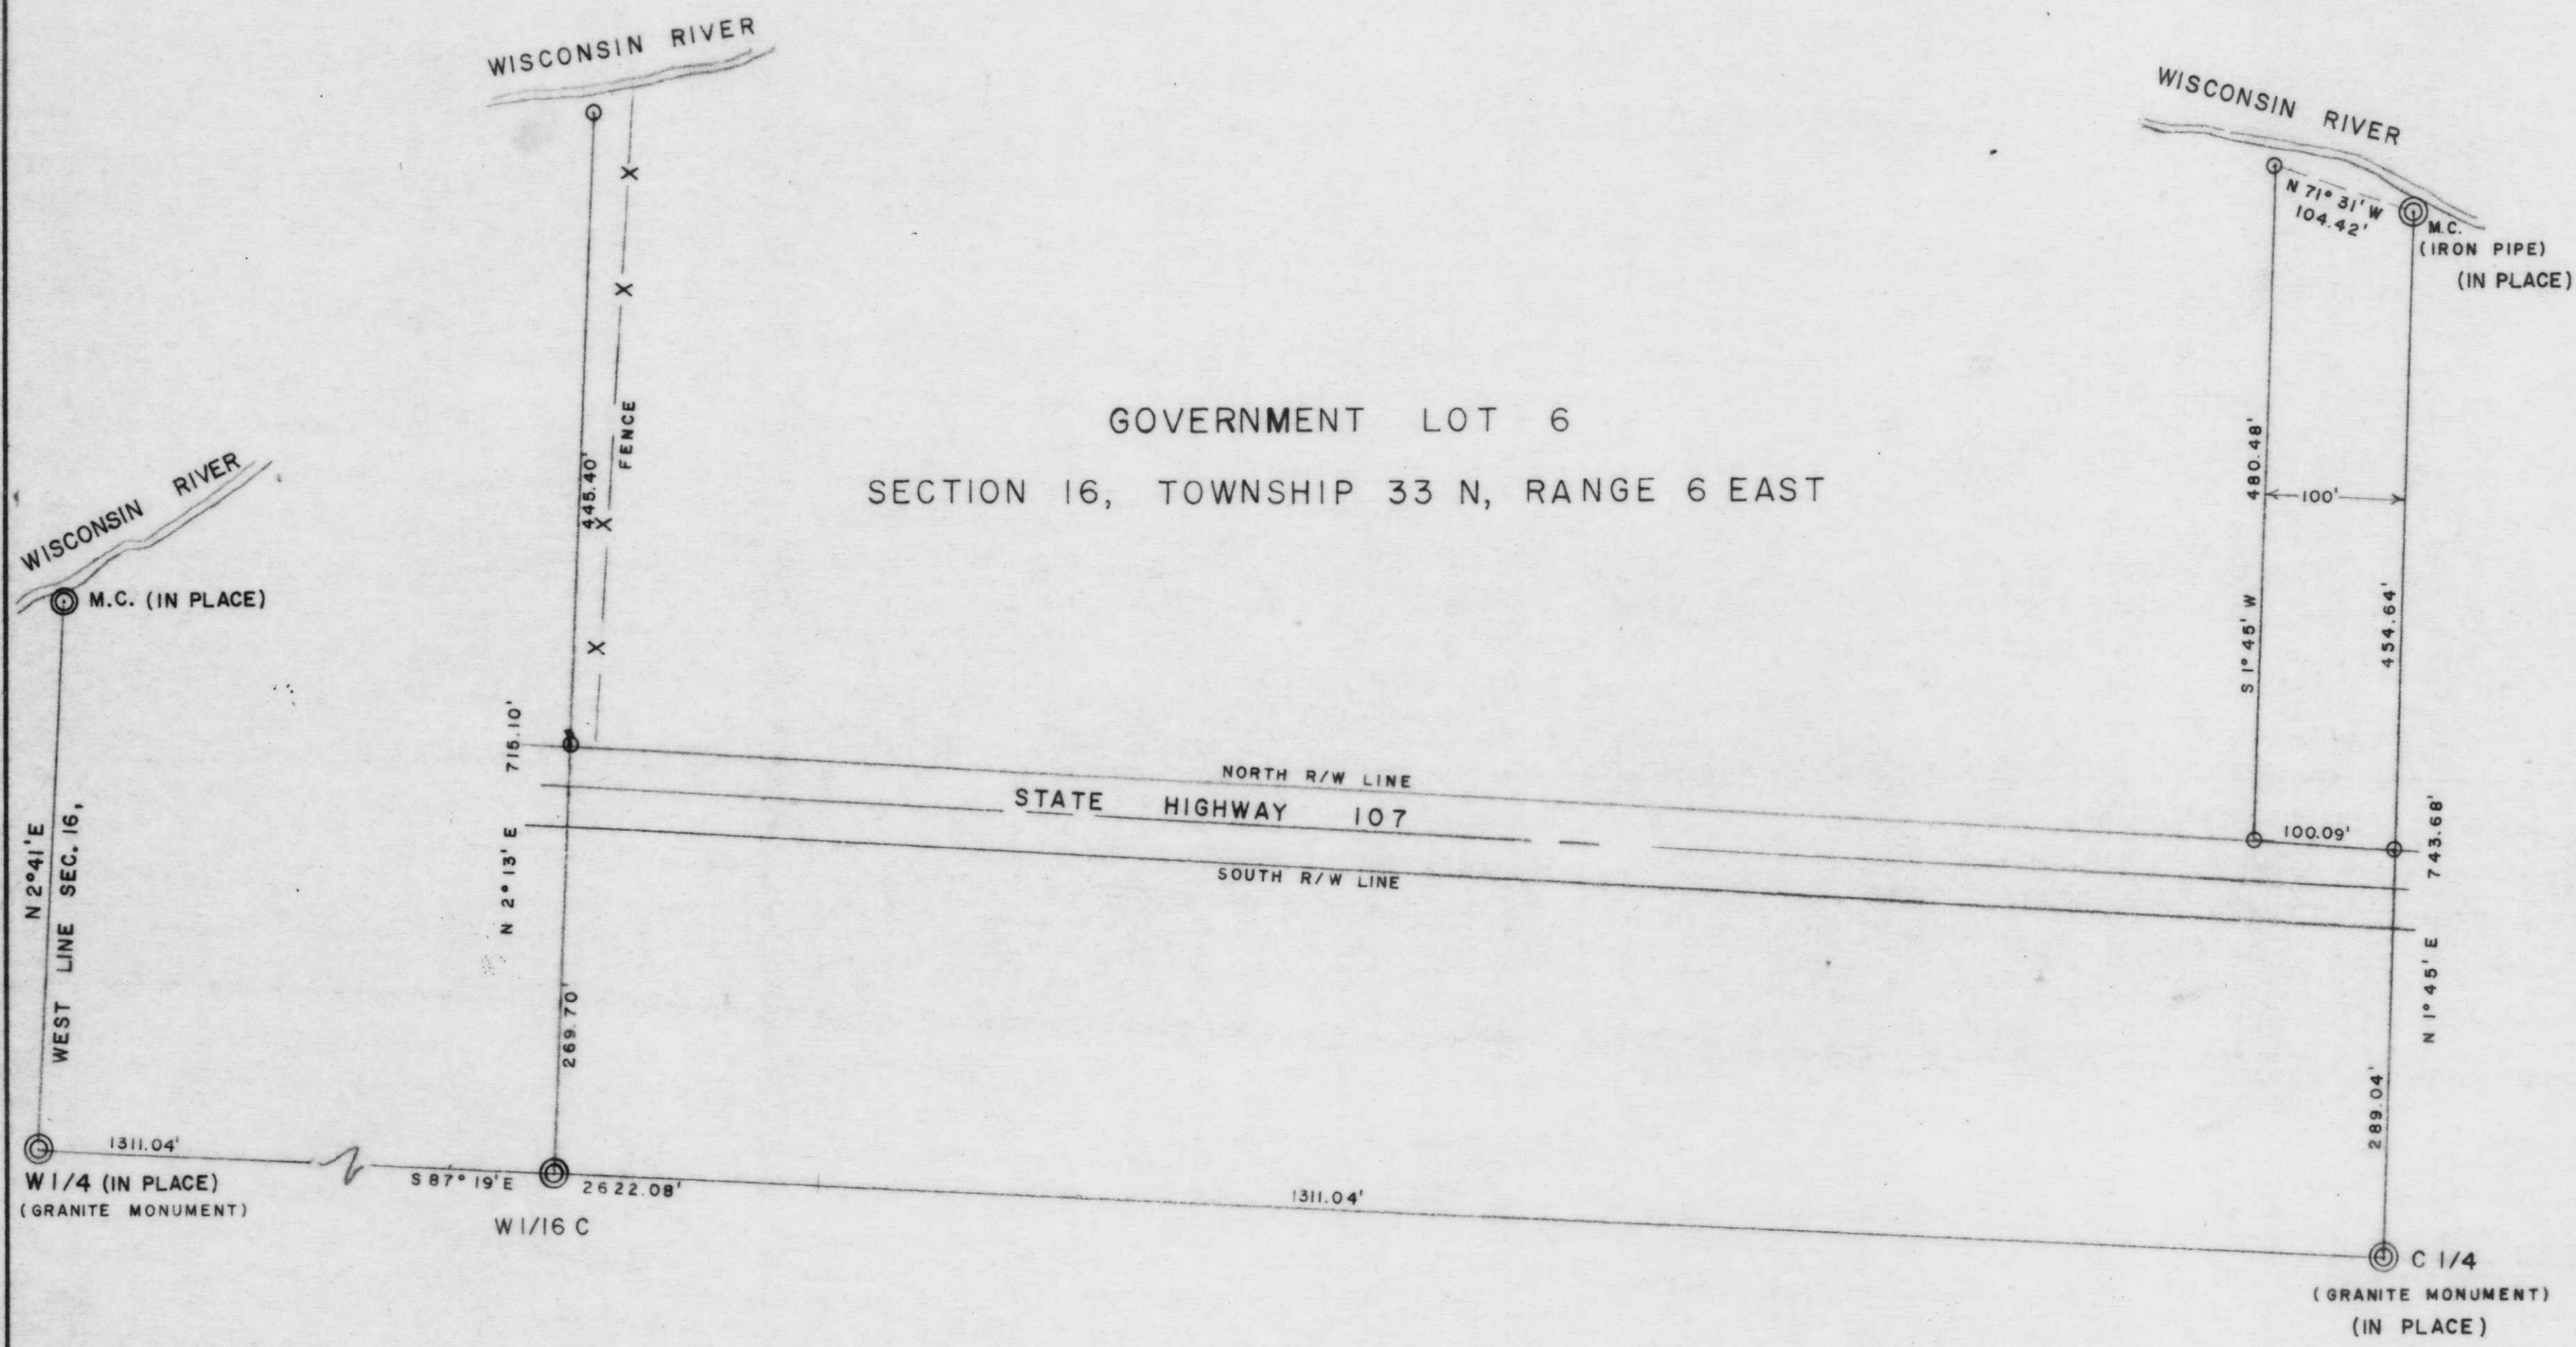 WISCONSIN RIVER
WISCONSIN RIVER
N 71° 31' W
104.42'
M.C.
(IRON PIPE)
(IN PLACE)
GOVERNMENT LOT 6
SECTION 16, TOWNSHIP 33 N, RANGE 6 EAST
FENCE
445.40'
480.48'
100'
S 1° 45' W
454.64'
WISCONSIN RIVER
M.C. (IN PLACE)
N 2° 41' E
WEST LINE SEC. 16,
715.10'
N 2° 13' E
269.70'
NORTH R/W LINE
STATE HIGHWAY 107
SOUTH R/W LINE
100.09'
743.68'
N 1° 45' E
289.04'
1311.04'
W 1/4 (IN PLACE)
(GRANITE MONUMENT)
S 87° 19' E
2622.08'
W 1/16 C
1311.04'
C 1/4
(GRANITE MONUMENT)
(IN PLACE)